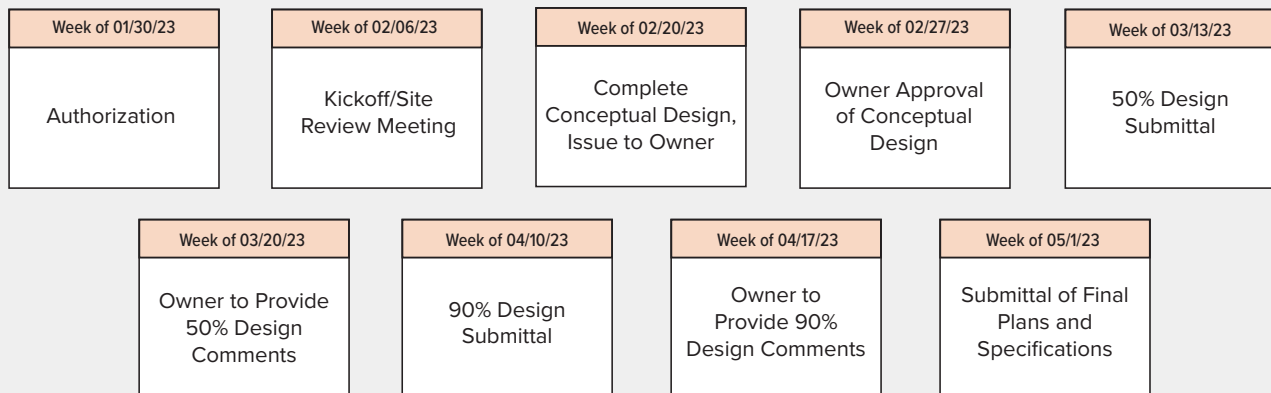 Week of 01/30/23
Authorization
Week of 02/06/23
Kickoff/Site
Review Meeting
Week of 02/20/23
Complete
Conceptual Design,
Issue to Owner
Week of 02/27/23
Owner Approval
of Conceptual
Design
Week of 03/13/23
50% Design
Submittal
Week of 03/20/23
Owner to Provide
50% Design
Comments
Week of 04/10/23
90% Design
Submittal
Week of 04/17/23
Owner to
Provide 90%
Design Comments
Week of 05/1/23
Submittal of Final
Plans and
Specifications